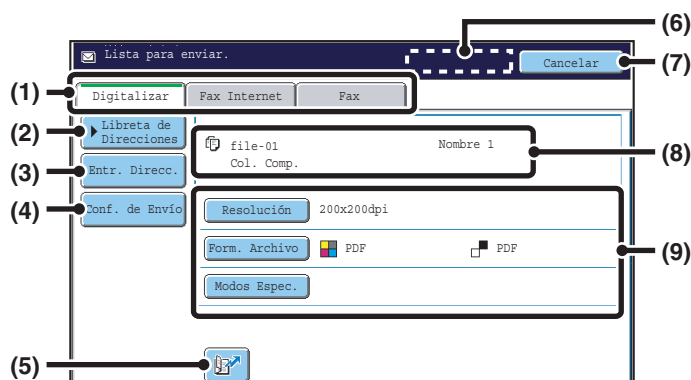 (6)
Lista para enviar.
Cancelar
(7)
(1)
Digitalizar Fax Internet Fax
(2)
Libreta de
Direcciones
file-01 Nombre 1
(8)
Col. Comp.
(3)
Entr. Direcc.
(4)
Conf. de Envío
Resolución 200x200dpi
Form. Archivo PDF PDF
(9)
Modos Espec.
(5)